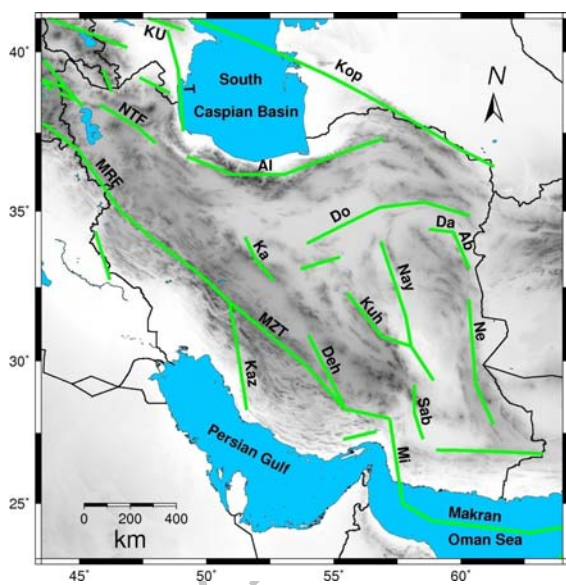 40°
KU
South
Caspian Basin
T
Kop
N
NTF
Al
MRF
35°
Do
Da
Ab
Ka
Nay
Kuh
MZT
Ne
30°
Deh
Kaz
Sab
Persian Gulf
Mi
25°
0 200 400
km
Makran
Oman Sea
45° 50° 55° 60°